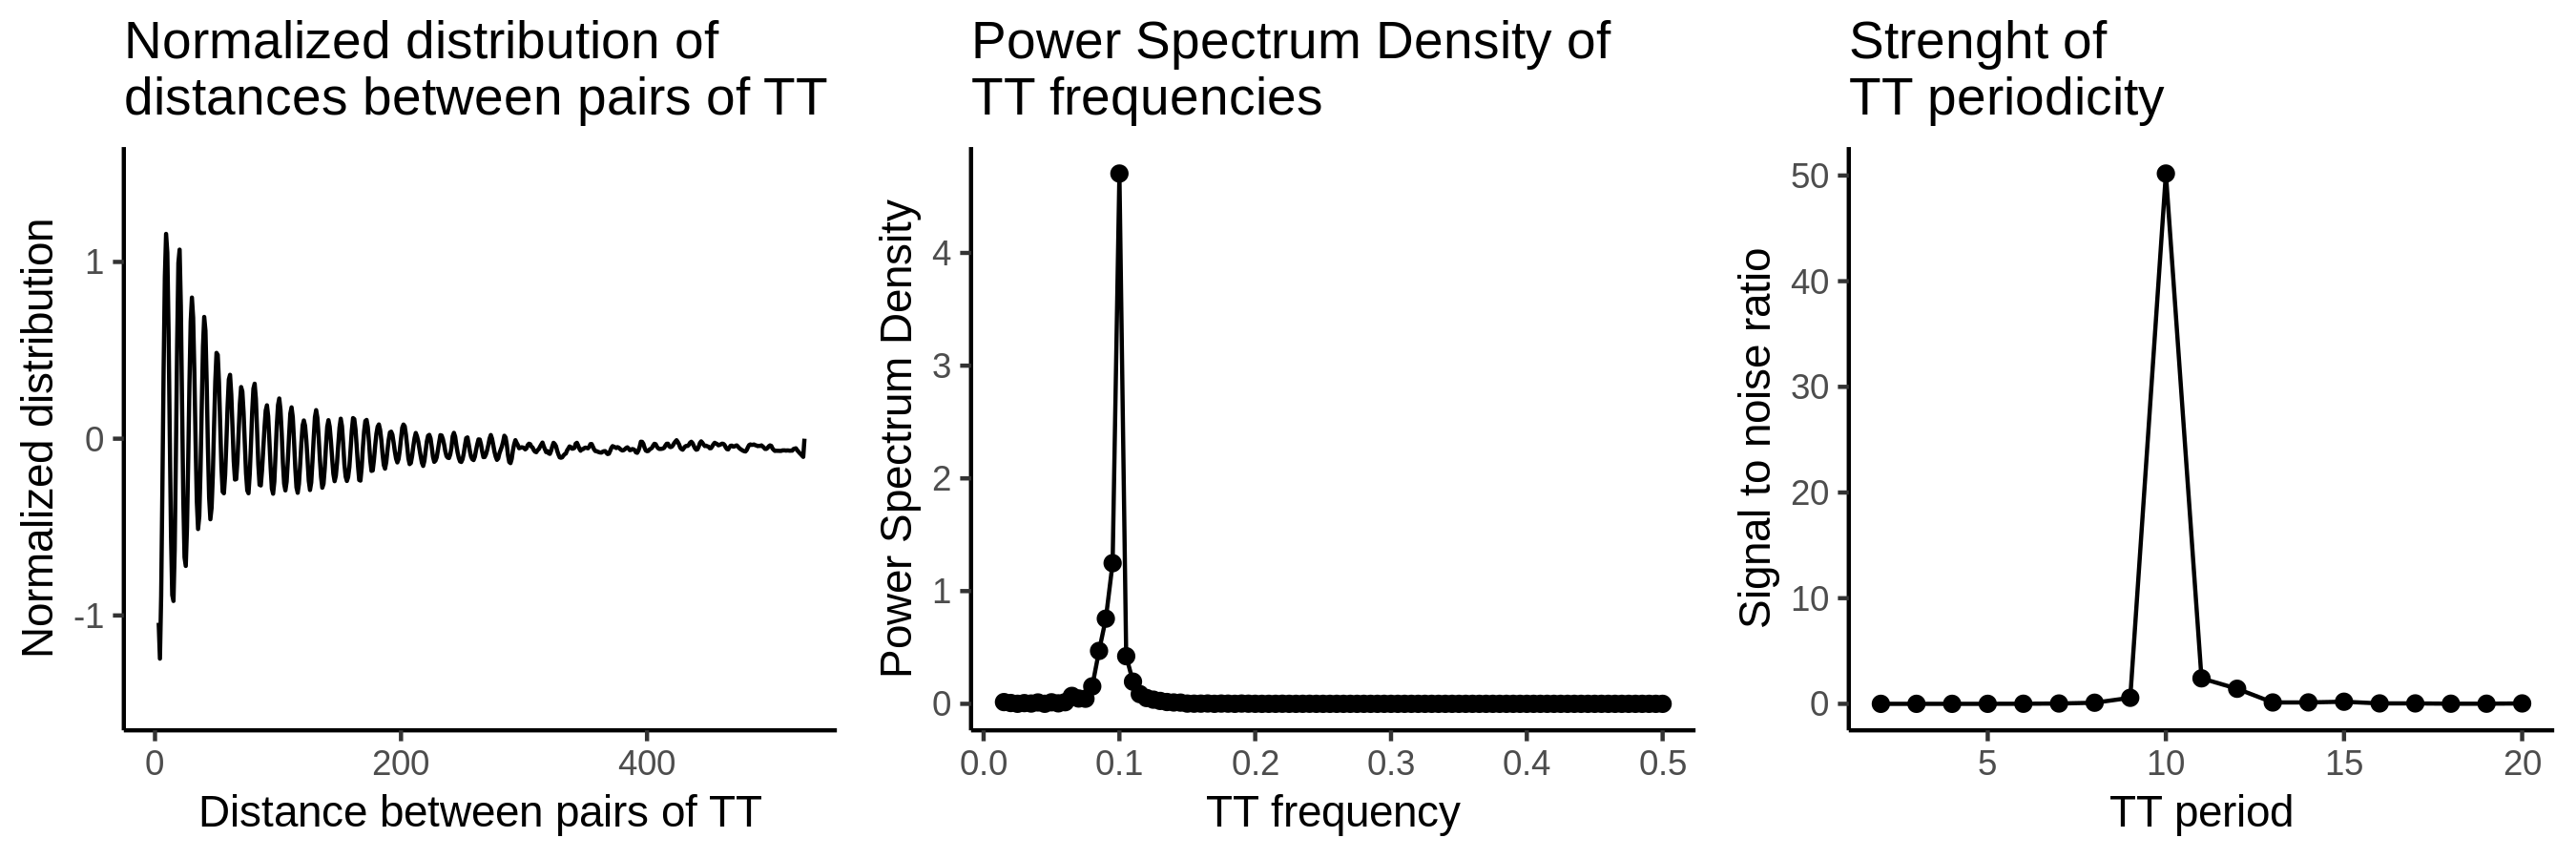 Normalized distribution of
distances between pairs of TT
Normalized distribution
1
0
-1
0
200
400
Distance between pairs of TT
Power Spectrum Density of
TT frequencies
Power Spectrum Density
4
3
2
1
0
0.0
0.1
0.2
0.3
0.4
0.5
TT frequency
Strenght of
TT periodicity
Signal to noise ratio
50
40
30
20
10
0
5
10
15
20
TT period